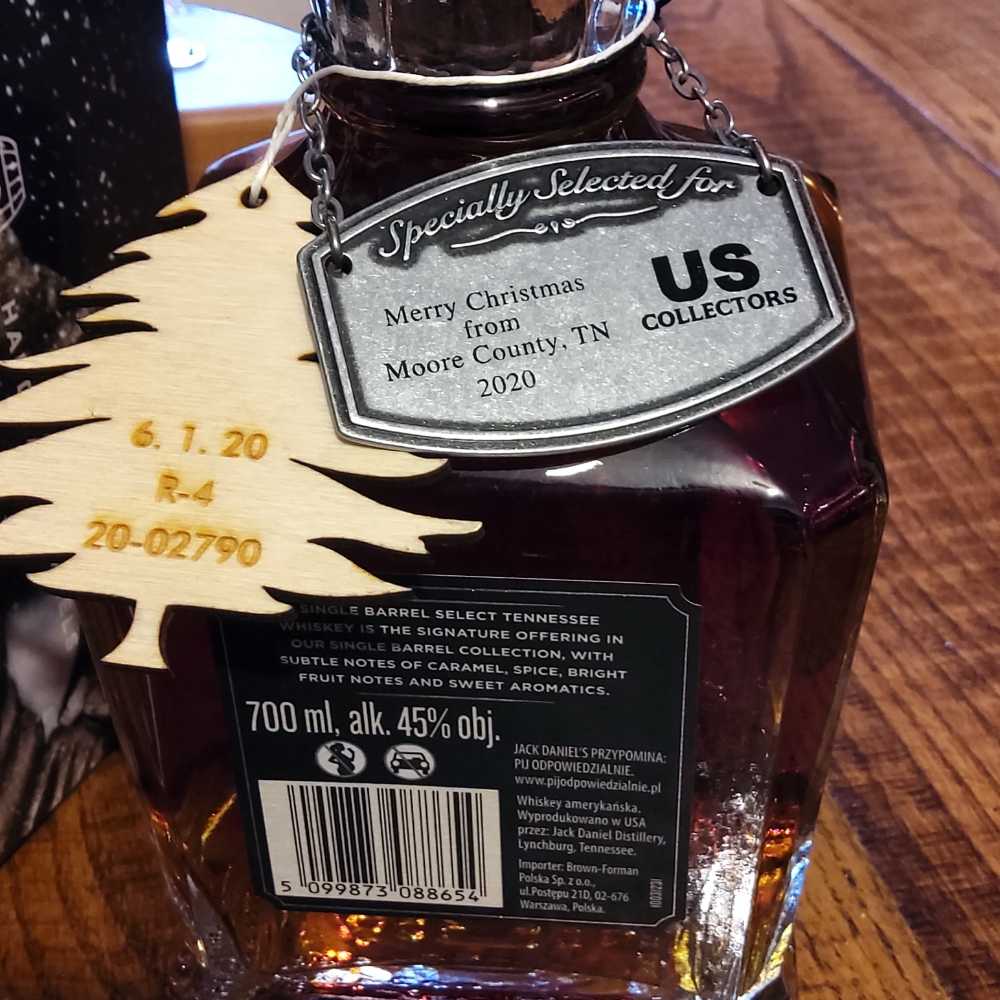 Specially Selected for
Merry Christmas
from
Moore County, TN
2020
US
COLLECTORS
6. 1. 20
R-4
20-02790
SINGLE BARREL SELECT TENNESSEE
WHISKEY IS THE SIGNATURE OFFERING IN
OUR SINGLE BARREL COLLECTION, WITH
SUBTLE NOTES OF CARAMEL, SPICE, BRIGHT
FRUIT NOTES AND SWEET AROMATICS.
700 ml, alk. 45% obj.
JACK DANIEL'S PRZYPOMINA:
PIJ ODPOWIEDZIALNIE.
www.pijodpowiedzialnie.pl
Whiskey amerykańska.
Wyprodukowano w USA
przez: Jack Daniel Distillery,
Lynchburg, Tennessee.
Importer: Brown-Forman
Polska Sp. z o.o.,
ul.Postępu 21D, 02-676
Warszawa, Polska.
5 099873 088654
HA